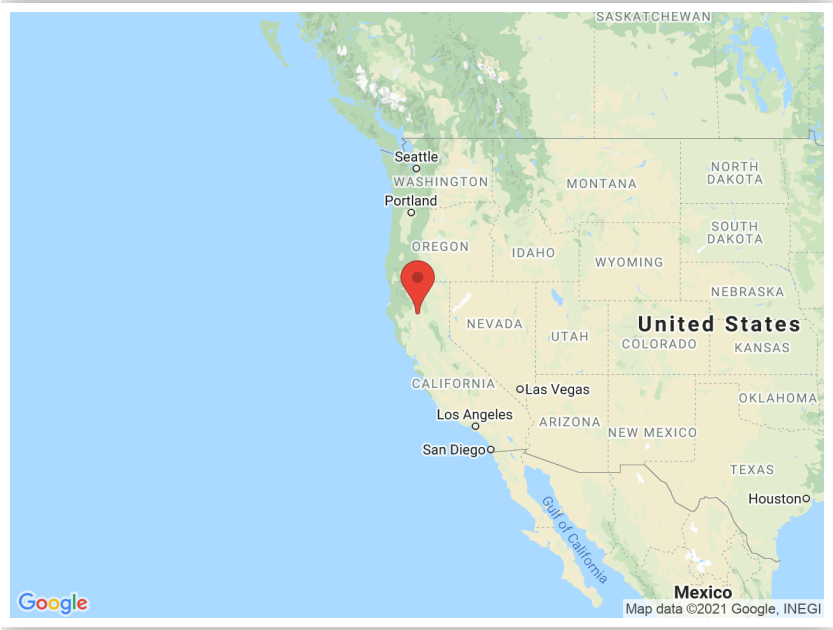 SASKATCHEWAN
Seattle
WASHINGTON
MONTANA
NORTH
DAKOTA
Portland
OREGON
IDAHO
SOUTH
DAKOTA
WYOMING
NEBRASKA
NEVADA
UTAH
United States
COLORADO
KANSAS
CALIFORNIA
Las Vegas
OKLAHOMA
Los Angeles
ARIZONA
NEW MEXICO
San Diego
TEXAS
Houston
Gulf of California
Mexico
Google
Map data ©2021 Google, INEGI